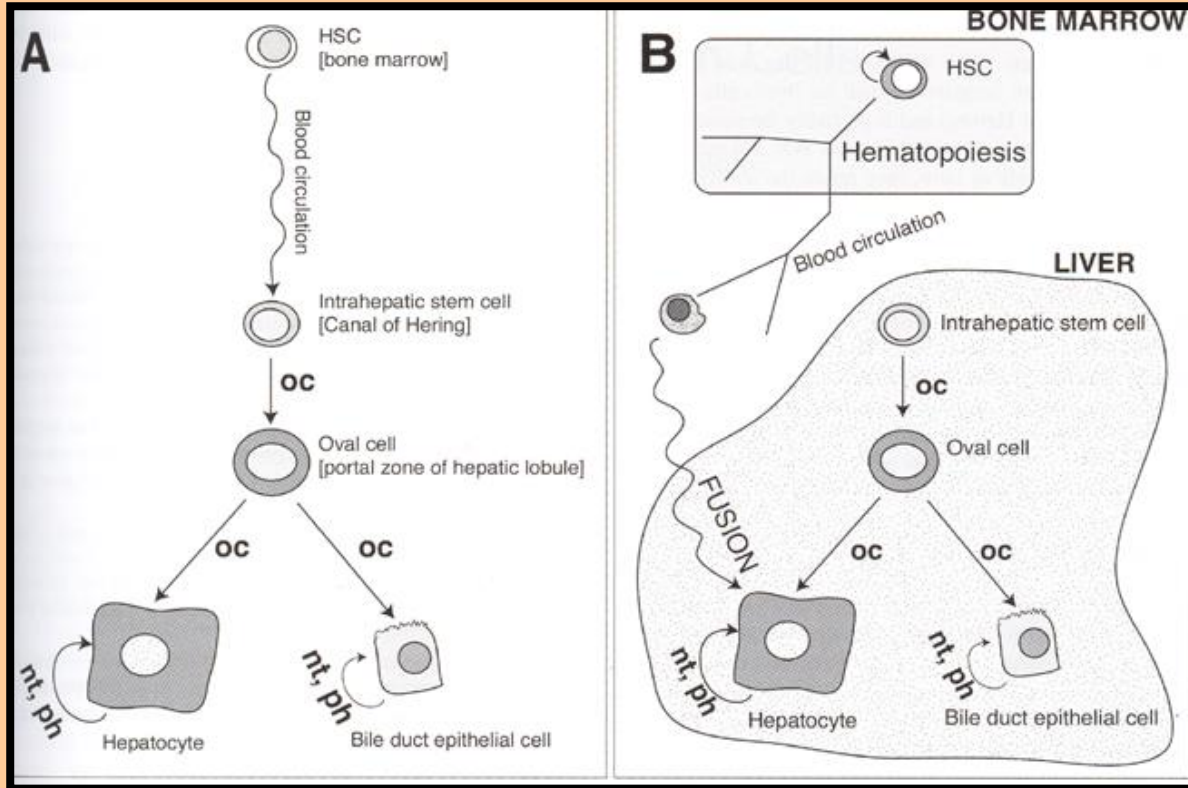 A
HSC
[bone marrow]
Blood circulation
Intrahepatic stem cell
[Canal of Hering]
oc
Oval cell
[portal zone of hepatic lobule]
oc
oc
nt, ph
nt, ph
Hepatocyte
Bile duct epithelial cell
BONE MARROW
B
HSC
Hematopoiesis
Blood circulation
LIVER
Intrahepatic stem cell
oc
Oval cell
FUSION
oc
oc
nt, ph
nt, ph
Hepatocyte
Bile duct epithelial cell